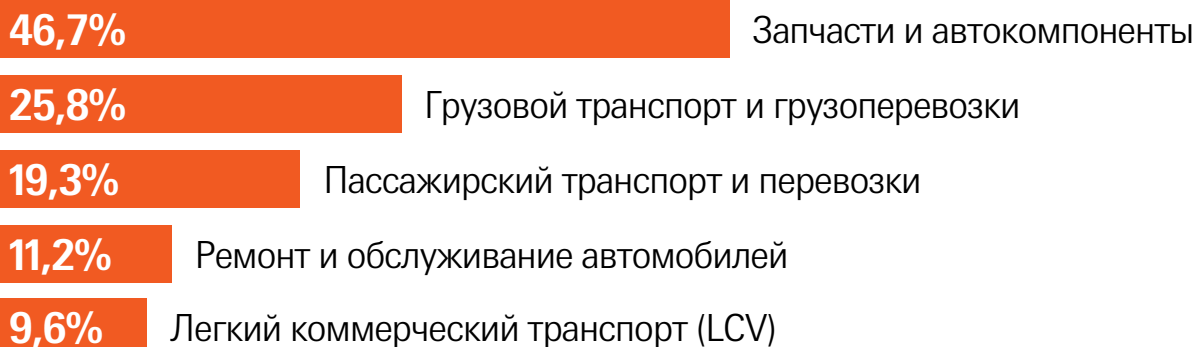 46,7% Запчасти и автокомпоненты
25,8% Грузовой транспорт и грузоперевозки
19,3% Пассажирский транспорт и перевозки
11,2% Ремонт и обслуживание автомобилей
9,6% Легкий коммерческий транспорт (LCV)